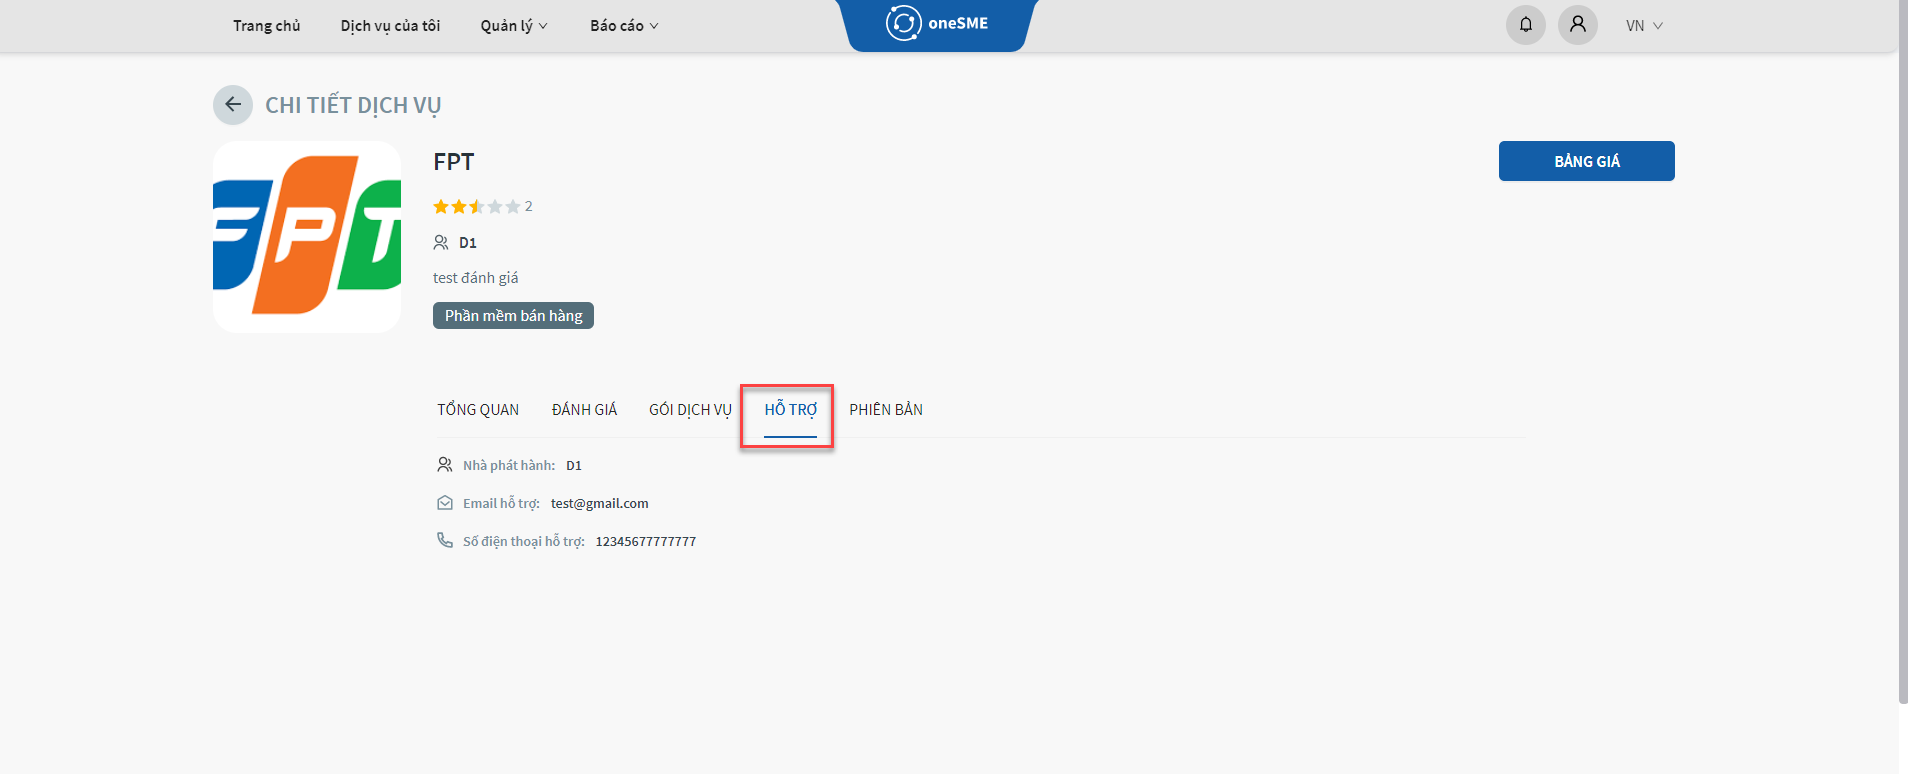 Trang chủ Dịch vụ của tôi Quản lý Báo cáo oneSME VN
CHI TIẾT DỊCH VỤ
FPT
FPT
BẢNG GIÁ
2
D1
test đánh giá
Phần mềm bán hàng
TỔNG QUAN ĐÁNH GIÁ GÓI DỊCH VỤ HỖ TRỢ PHIÊN BẢN
Nhà phát hành: D1
Email hỗ trợ: test@gmail.com
Số điện thoại hỗ trợ: 12345677777777